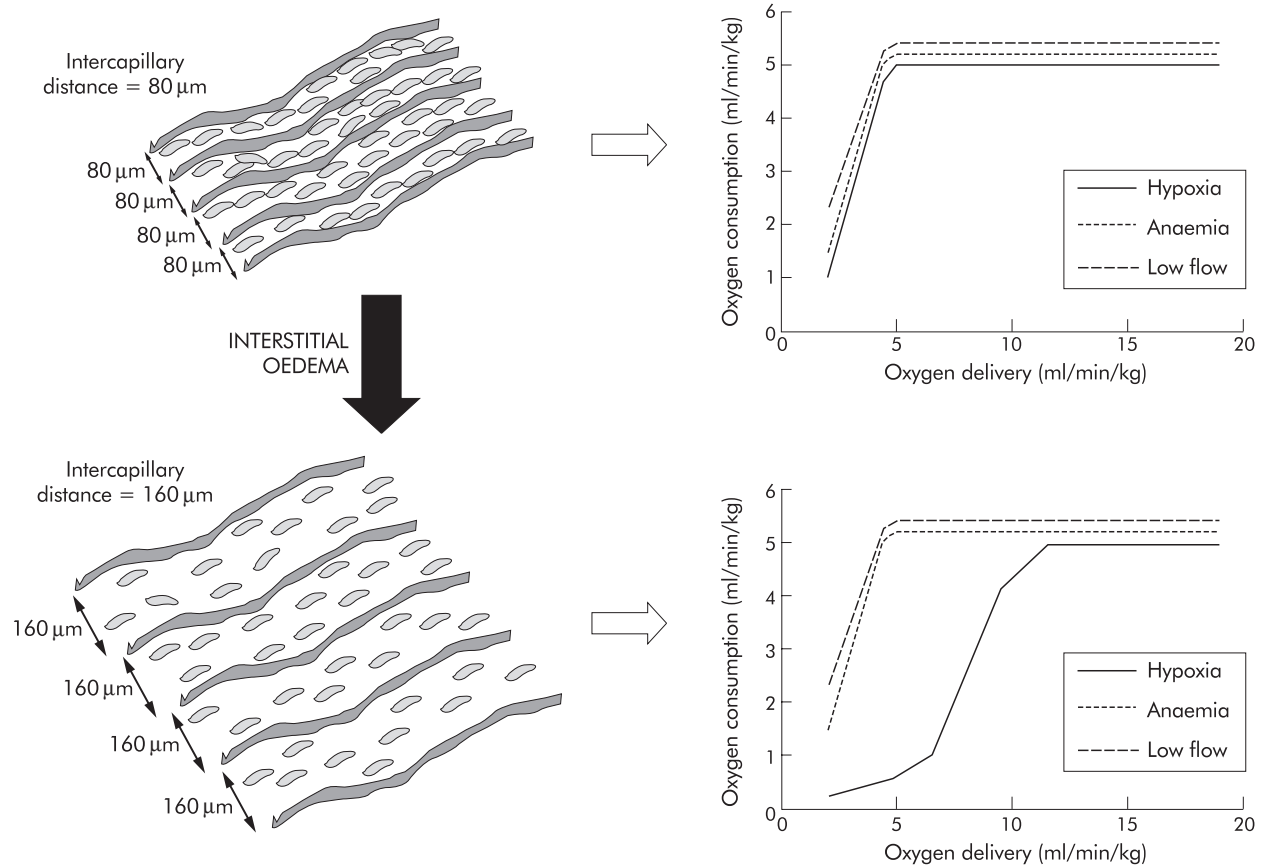 Intercapillary
distance = 80 µm
80 µm
80 µm
80 µm
80 µm
INTERSTITIAL
OEDEMA
Intercapillary
distance = 160 µm
160 µm
160 µm
160 µm
160 µm
Oxygen consumption (ml/min/kg)
6
5
4
3
2
1
0
0 5 10 15 20
Oxygen delivery (ml/min/kg)
Hypoxia
Anaemia
Low flow
Oxygen consumption (ml/min/kg)
6
5
4
3
2
1
0
0 5 10 15 20
Oxygen delivery (ml/min/kg)
Hypoxia
Anaemia
Low flow